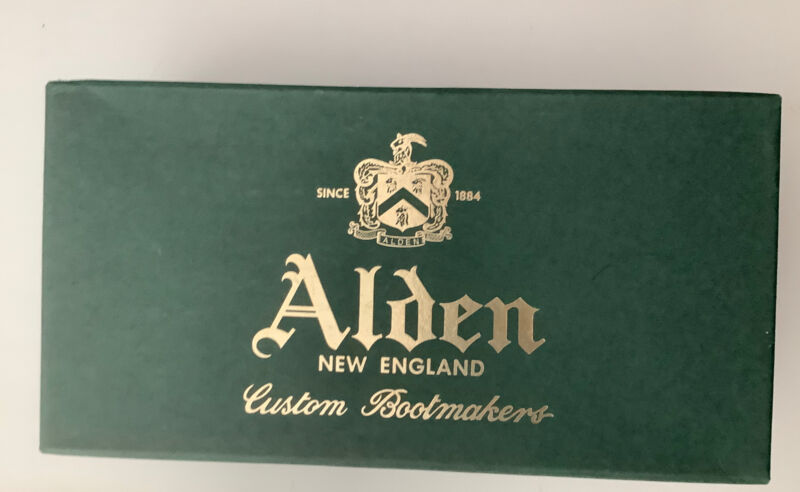 SINCE 1884
ALDEN
Alden
NEW ENGLAND
Custom Bootmakers